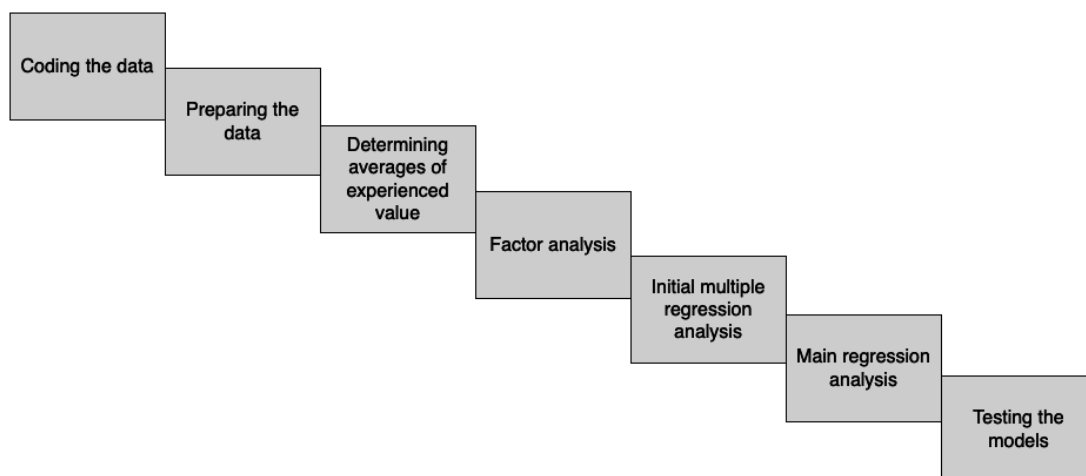 Coding the data
Preparing the
data
Determining
averages of
experienced
value
Factor analysis
Initial multiple
regression
analysis
Main regression
analysis
Testing the
models